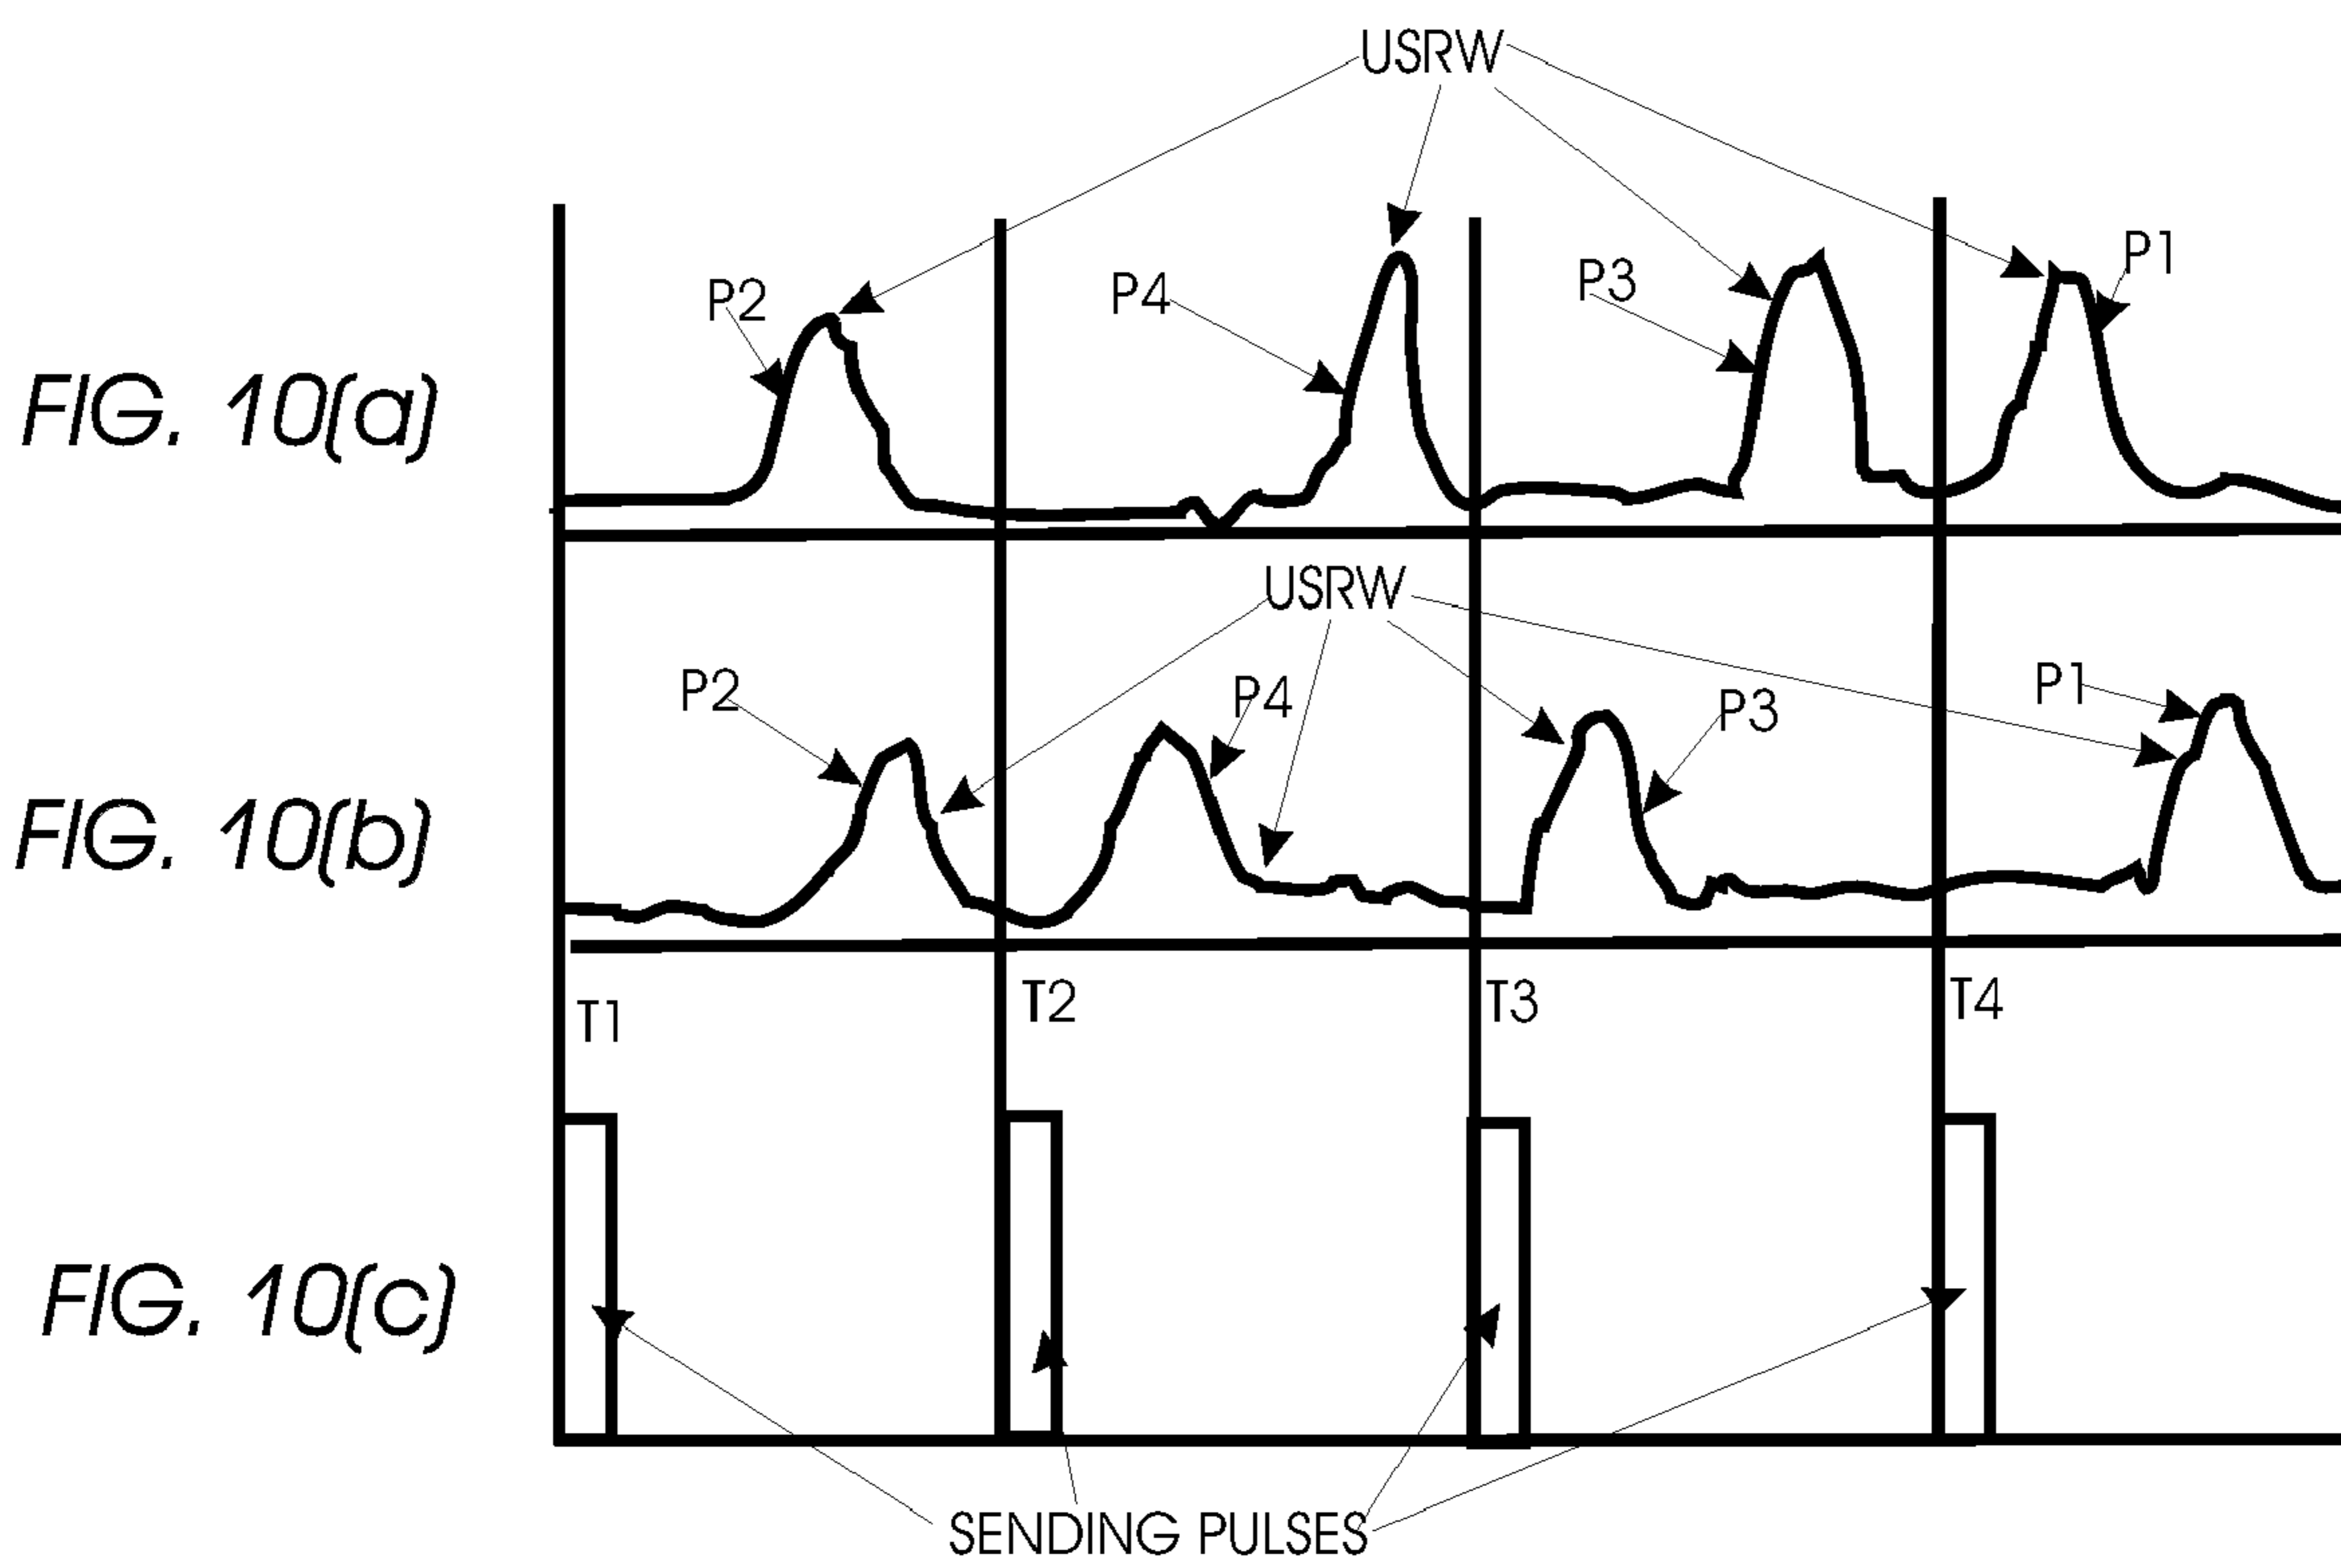 USRW
P2
P4
P3
P1
FIG. 10(a)
USRW
P2
P4
P3
P1
FIG. 10(b)
T1
T2
T3
T4
FIG. 10(c)
SENDING PULSES